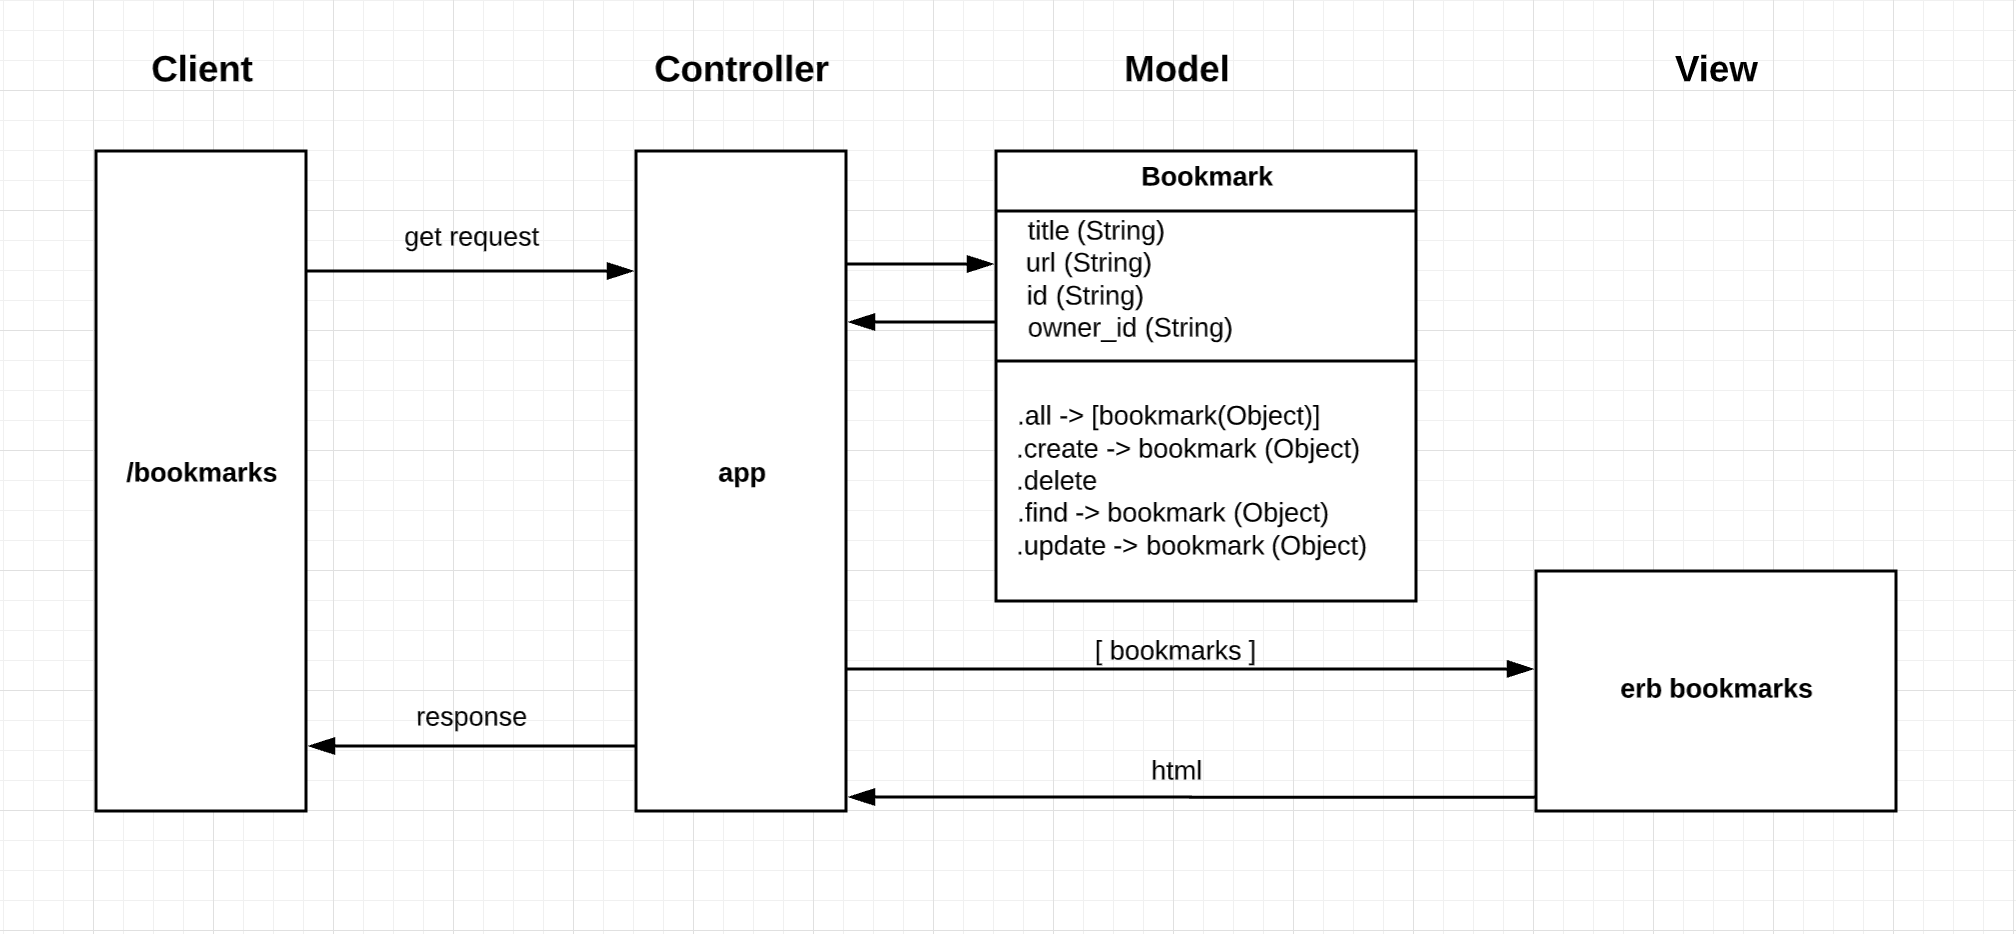 Client
Controller
Model
View
/bookmarks
get request
response
app
Bookmark
title (String)
url (String)
id (String)
owner_id (String)
.all -> [bookmark(Object)]
.create -> bookmark (Object)
.delete
.find -> bookmark (Object)
.update -> bookmark (Object)
[ bookmarks ]
html
erb bookmarks